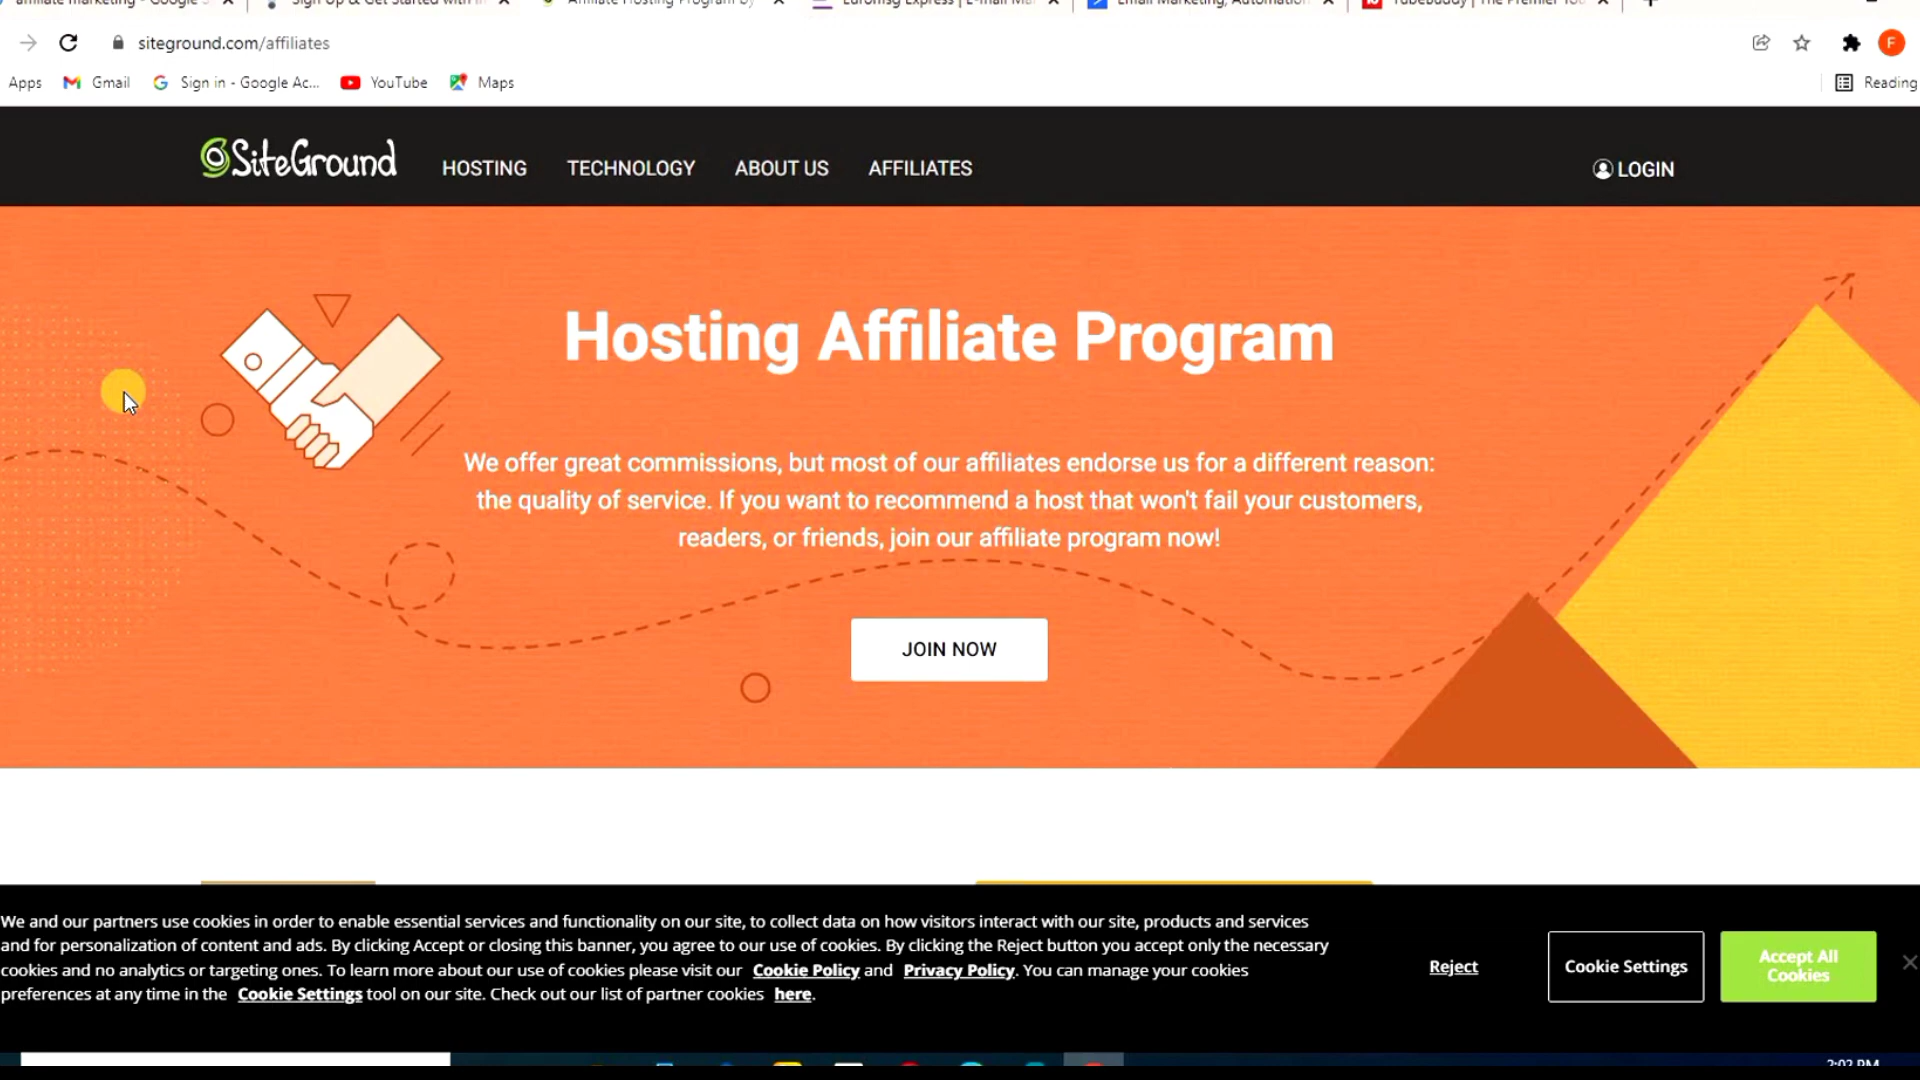 siteground.com/affiliates
F
Apps Gmail Sign in - Google Ac... YouTube Maps Reading
SiteGround HOSTING TECHNOLOGY ABOUT US AFFILIATES LOGIN
Hosting Affiliate Program
We offer great commissions, but most of our affiliates endorse us for a different reason:
the quality of service. If you want to recommend a host that won't fail your customers,
readers, or friends, join our affiliate program now!
JOIN NOW
We and our partners use cookies in order to enable essential services and functionality on our site, to collect data on how visitors interact with our site, products and services
and for personalization of content and ads. By clicking Accept or closing this banner, you agree to our use of cookies. By clicking the Reject button you accept only the necessary
cookies and no analytics or targeting ones. To learn more about our use of cookies please visit our Cookie Policy and Privacy Policy. You can manage your cookies
preferences at any time in the Cookie Settings tool on our site. Check out our list of partner cookies here.
Reject
Cookie Settings
Accept All
Cookies
2:02 PM